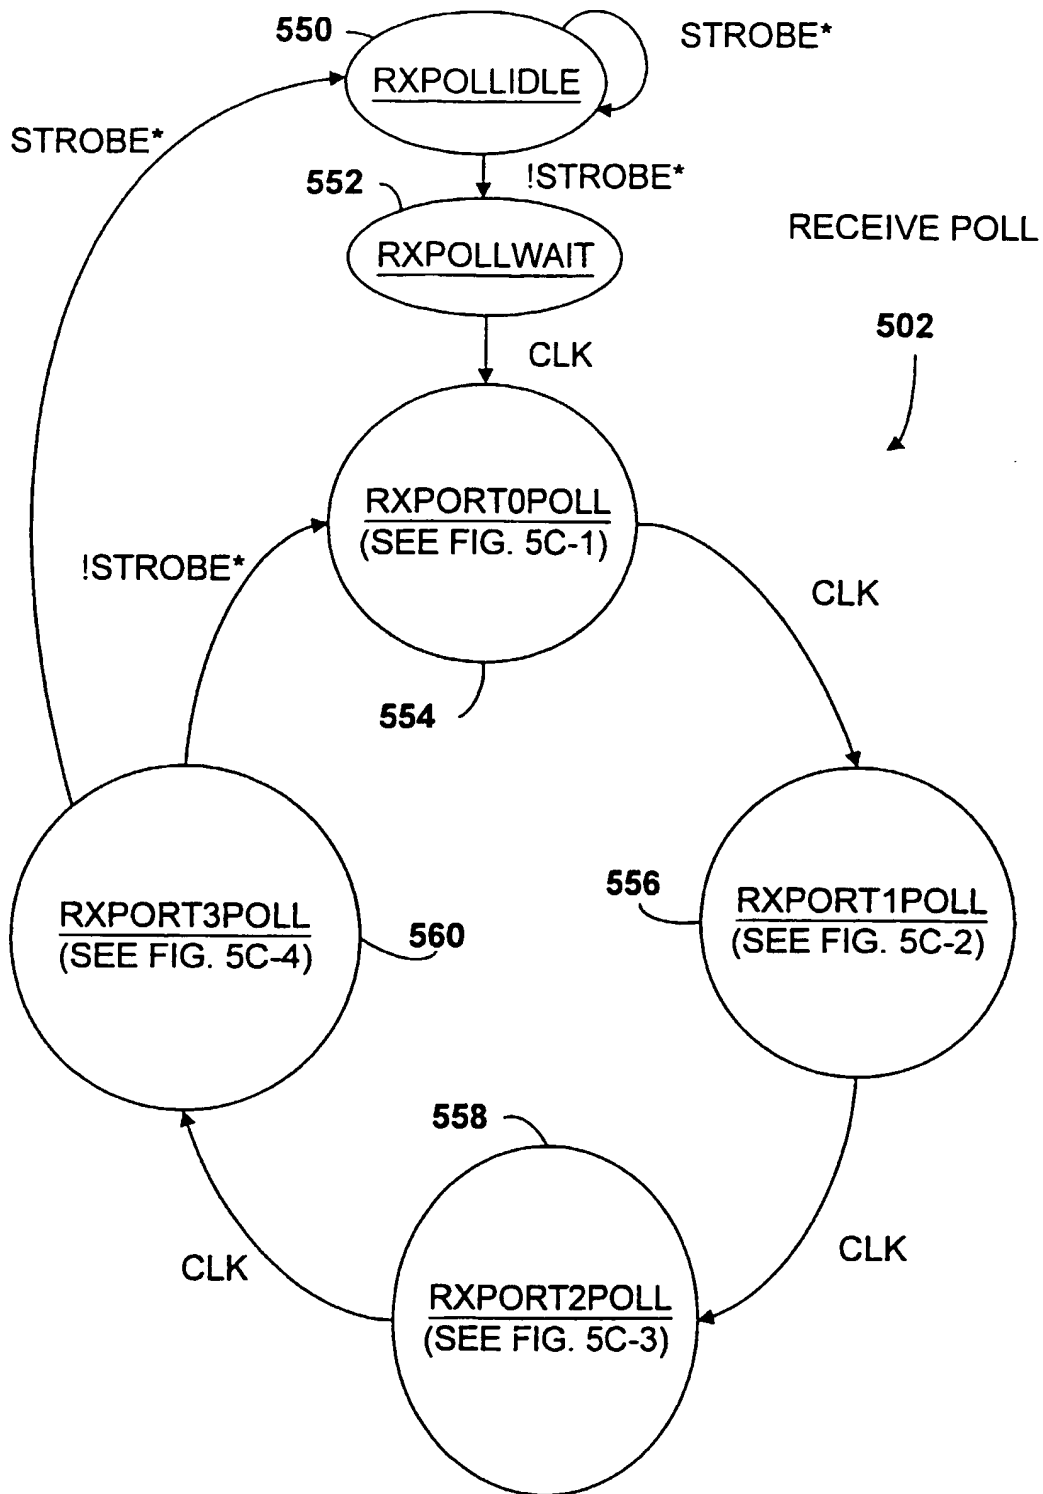 550
STROBE*
RXPOLLIDLE
STROBE*
!STROBE*
552
RECEIVE POLL
RXPOLLWAIT
502
CLK
RXPORT0POLL
(SEE FIG. 5C-1)
!STROBE*
CLK
554
556
RXPORT1POLL
(SEE FIG. 5C-2)
RXPORT3POLL
(SEE FIG. 5C-4)
560
558
CLK
CLK
RXPORT2POLL
(SEE FIG. 5C-3)